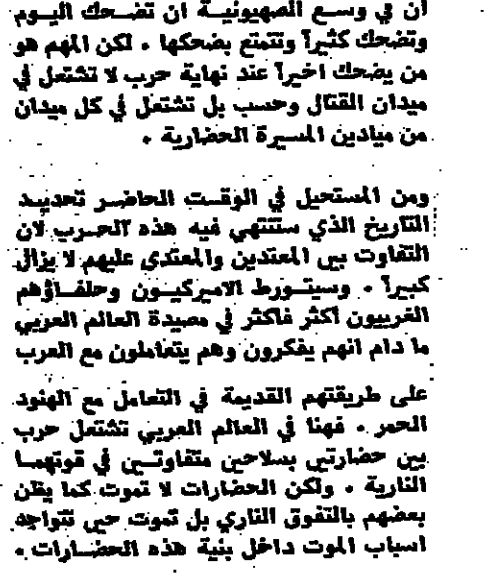 ان في وسع الصهيونية ان تضحك اليوم
وتضحك كثيراً وتتمتع بضحكها . لكن المهم هو
من يضحك اخيراً عند نهاية حرب لا تشتعل في
ميدان القتال وحسب بل تشتعل في كل ميدان
من ميادين المسيرة الحضارية .
ومن المستحيل في الوقت الحاضر تحديد
التاريخ الذي ستنتهي فيه هذه الحرب لان
التفاوت بين المعتدين والمعتدى عليهم لا يزال
كبيراً . وسيتورط الاميركيون وحلفاؤهم
الغربيون اكثر فاكثر في مصيدة العالم العربي
ما دام انهم يفكرون وهم يتعاملون مع العرب
على طريقتهم القديمة في التعامل مع الهنود
الحمر . فهنا في العالم العربي تشتعل حرب
بين حضارتين بسلاحين متفاوتين في قوتهما
النارية . ولكن الحضارات لا تموت كما يظن
بعضهم بالتفوق الناري بل تموت حين تتواجد
اسباب الموت داخل بنية هذه الحضارات .